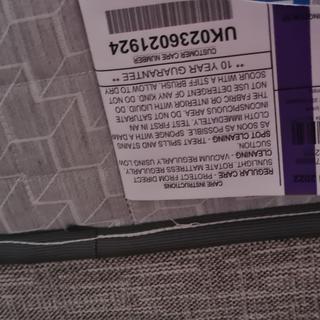 CARE INSTRUCTIONS
REGULAR CARE - PROTECT FROM DIRECT
SUNLIGHT. ROTATE MATTRESS REGULARLY.
CLEANING - VACUUM REGULARLY, USING
SUCTION
SPOT CLEANING - TREAT SPILLS
AS SOON AS POSSIBLE. SPONGE WITH A DAMP
CLOTH IMMEDIATELY. TEST FIRST IN AN
INCONSPICUOUS AREA. DO NOT SATURATE
THE FABRIC OR INTERIOR WITH LIQUID. DO
NOT USE DETERGENT OF ANY KIND. DO NOT
SCOUR WITH A STIFF BRUSH. ALLOW TO DRY
** 10 YEAR GUARANTEE **
CUSTOMER CARE NUMBER
UK0236021924